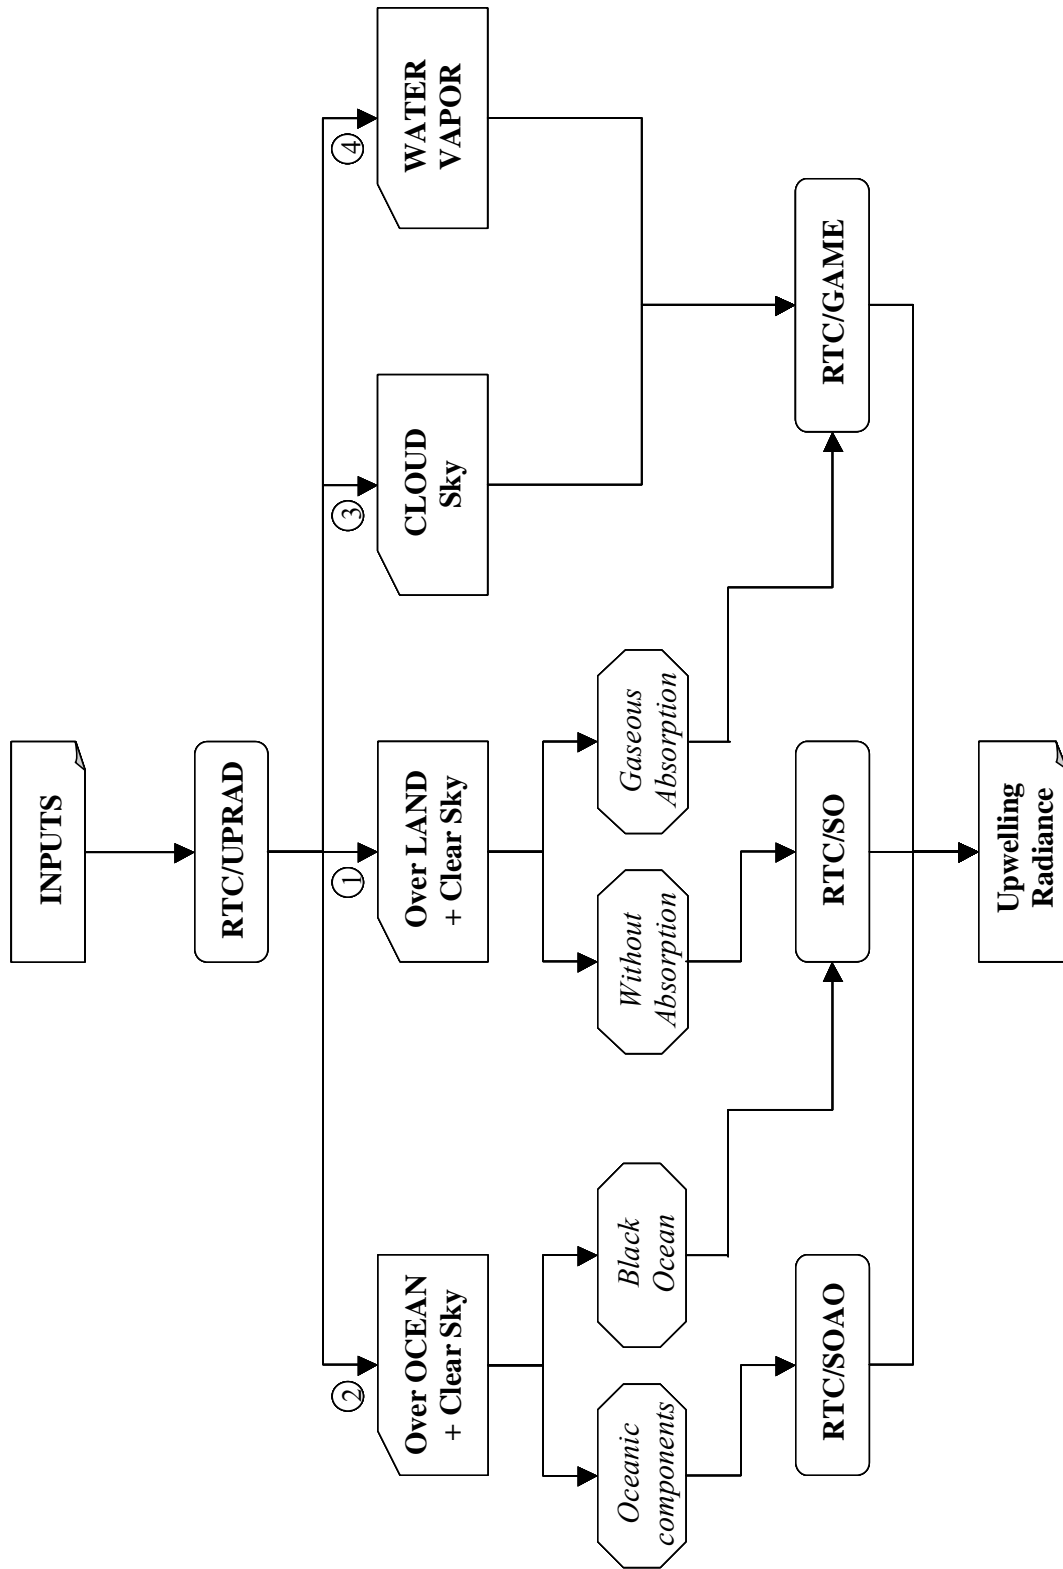 INPUTS
RTC/UPRAD
2
1
3
4
Over OCEAN
+ Clear Sky
Over LAND
+ Clear Sky
CLOUD
Sky
WATER
VAPOR
Oceanic
components
Black
Ocean
Without
Absorption
Gaseous
Absorption
RTC/SOAO
RTC/SO
RTC/GAME
Upwelling
Radiance